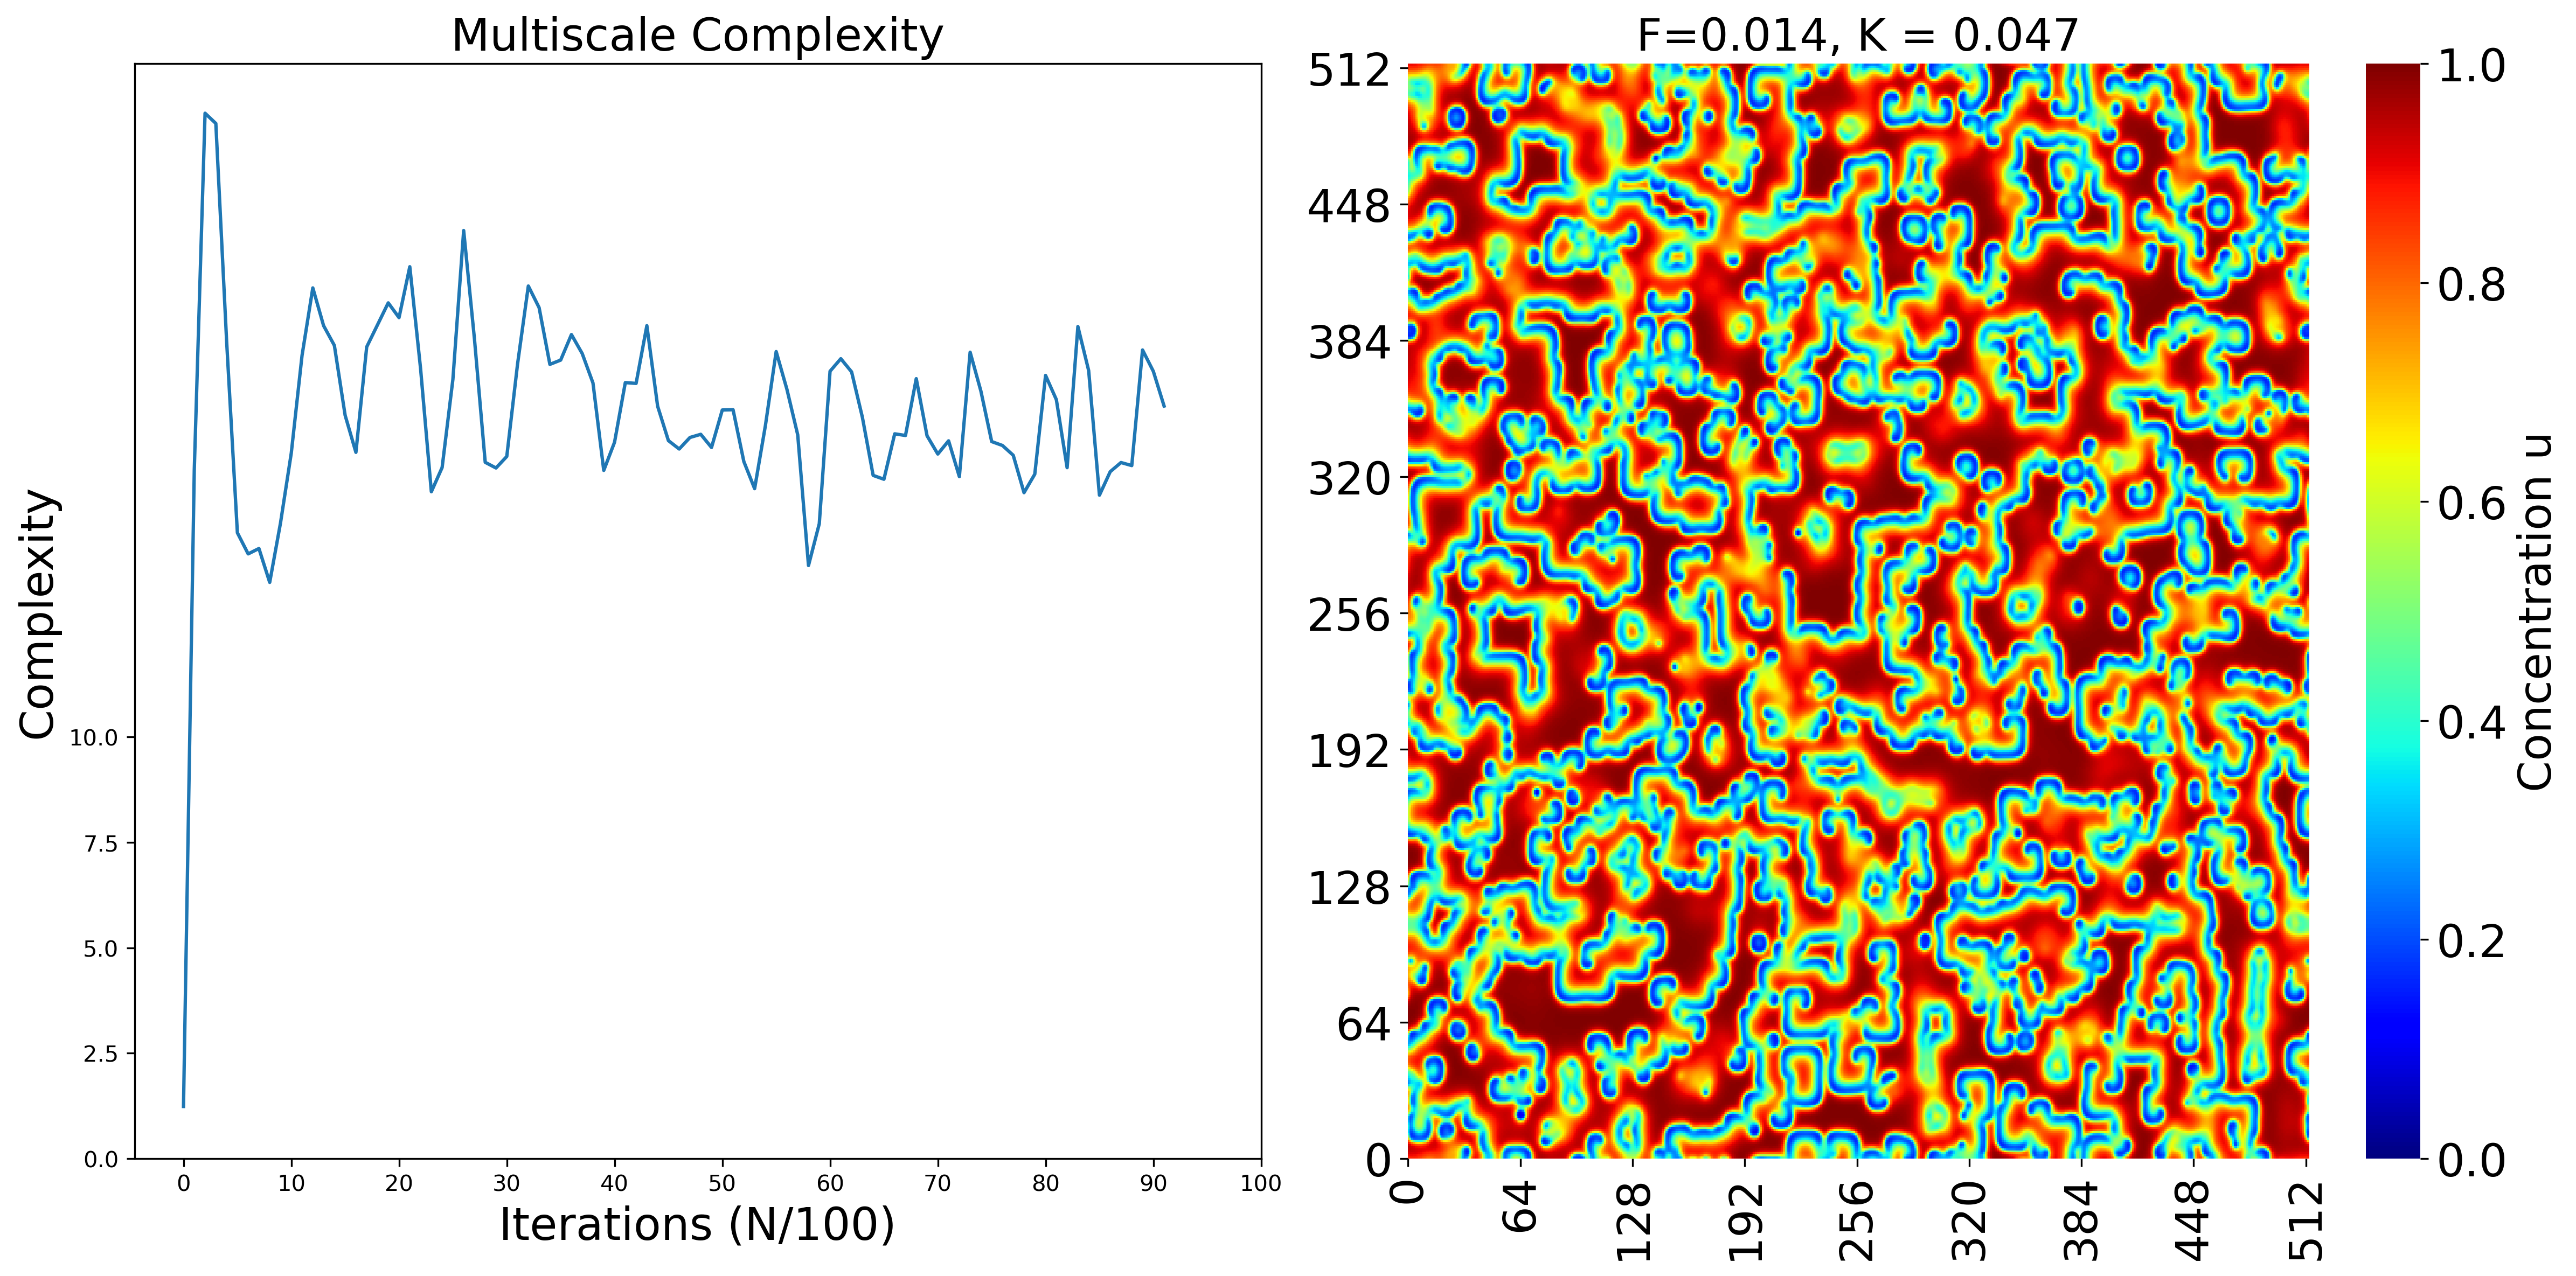 Multiscale Complexity
Complexity
10.0
7.5
5.0
2.5
0.0
0 10 20 30 40 50 60 70 80 90 100
Iterations (N/100)
F=0.014, K = 0.047
512
448
384
320
256
192
128
64
0
0 64 128 192 256 320 384 448 512
1.0
0.8
0.6
0.4
0.2
0.0
Concentration u